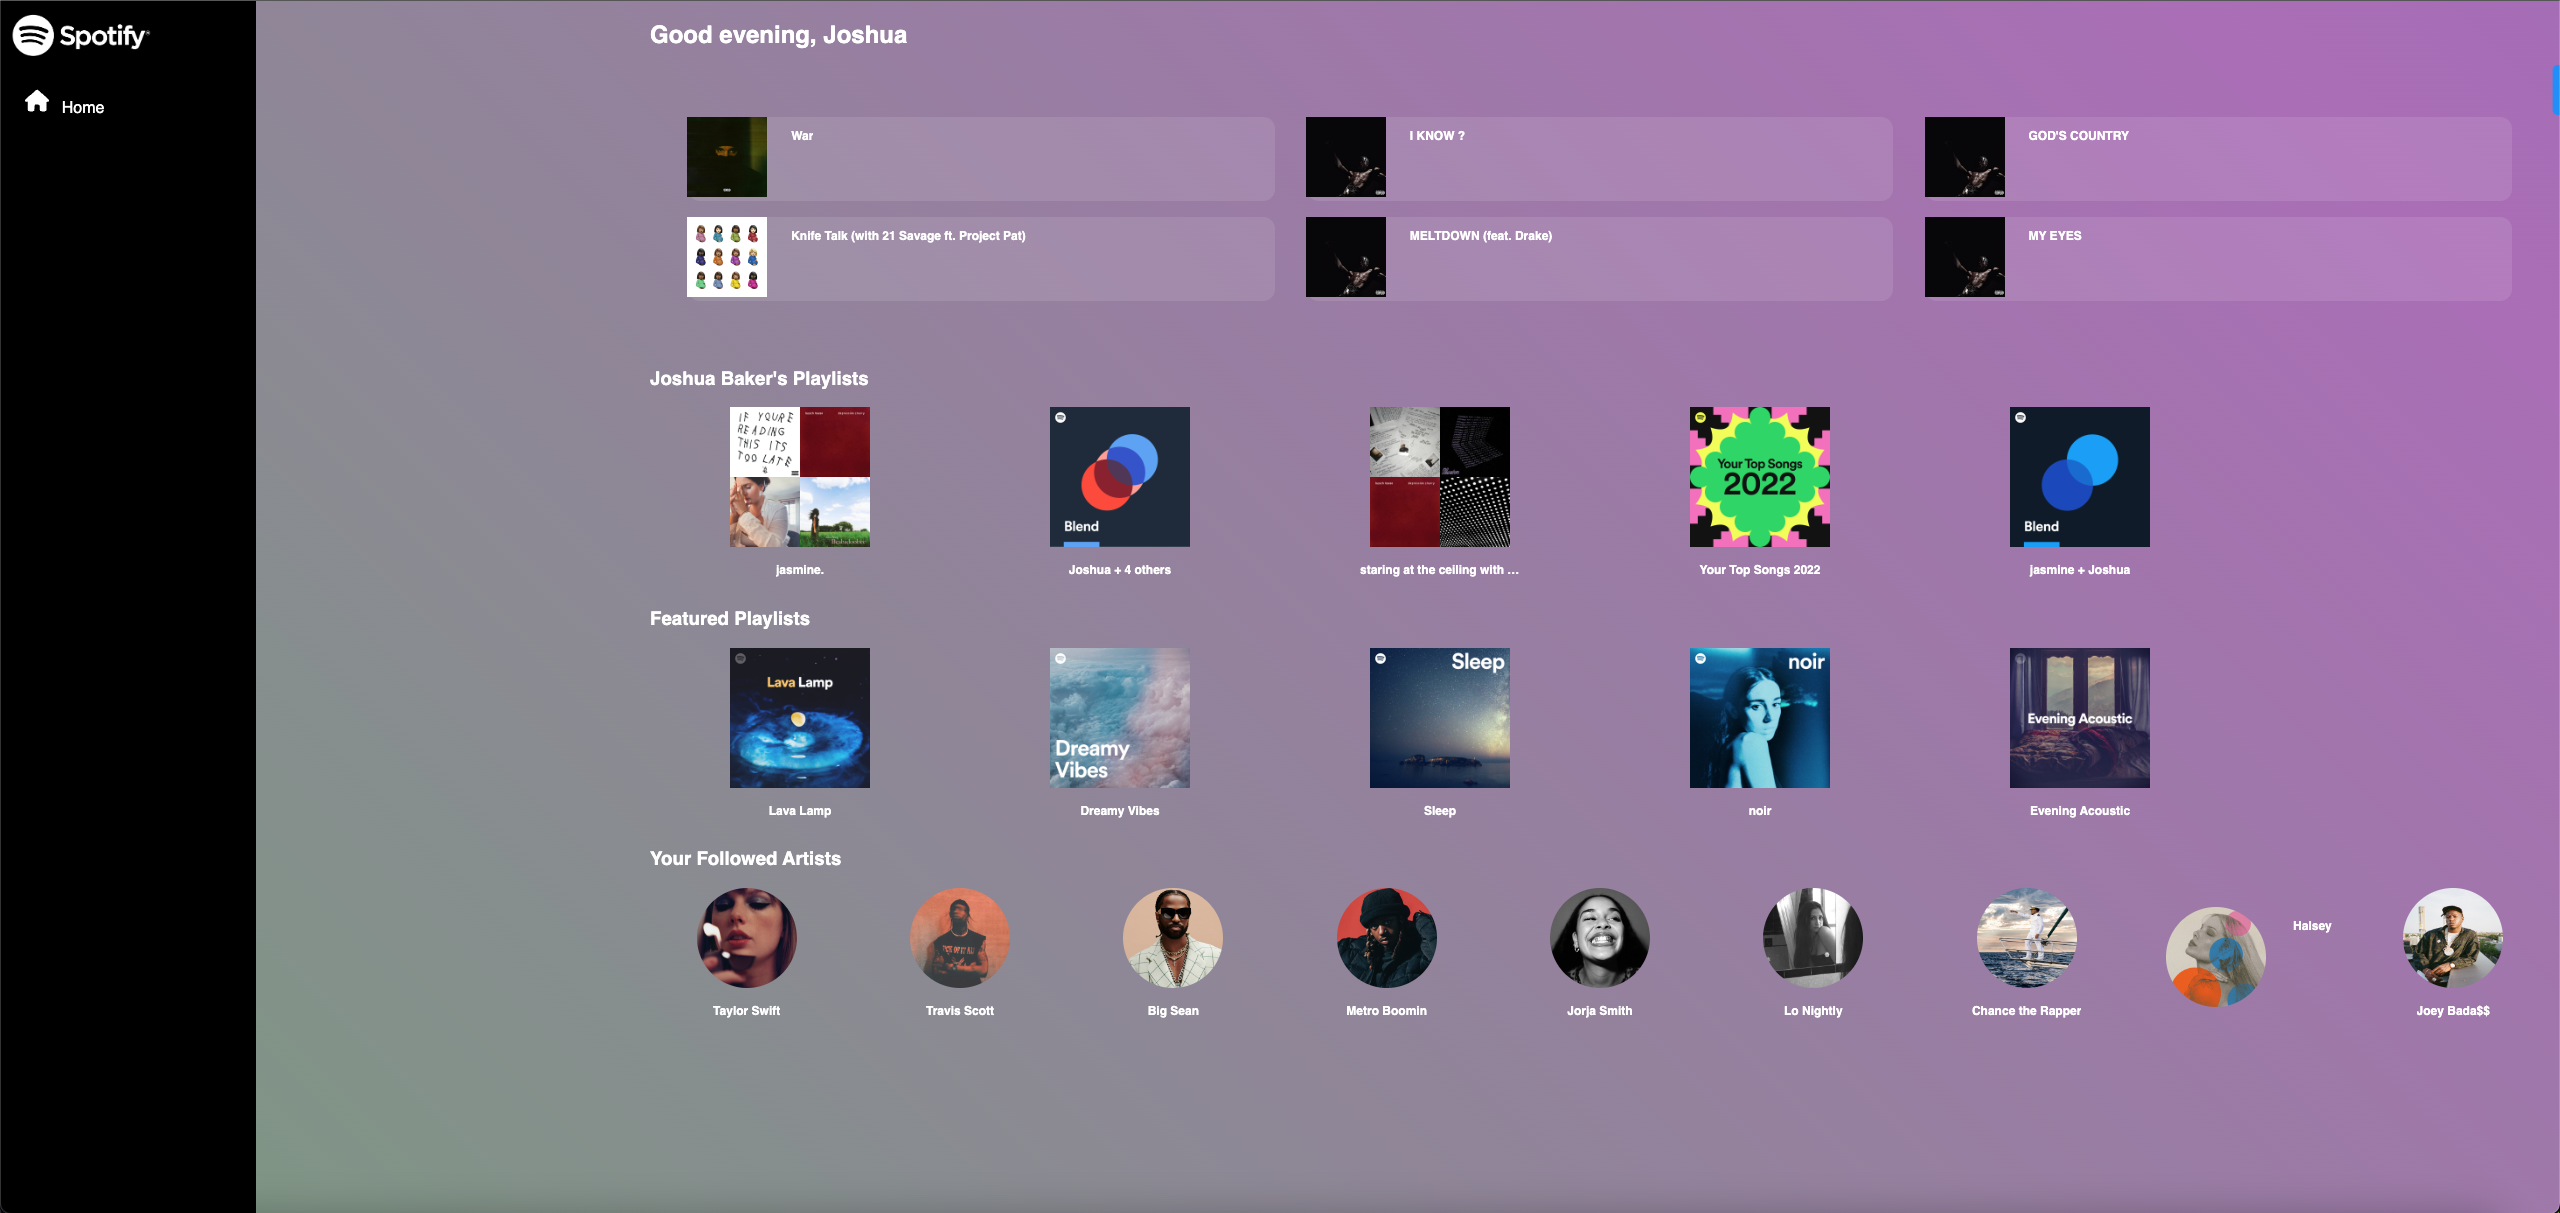 Spotify
Home
Good evening, Joshua
War
I KNOW ?
GOD'S COUNTRY
Knife Talk (with 21 Savage ft. Project Pat)
MELTDOWN (feat. Drake)
MY EYES
Joshua Baker's Playlists
IF YOURE
READING
THIS ITS
TOO LATE
Blend
Your Top Songs
2022
Blend
jasmine.
Joshua + 4 others
staring at the ceiling with ...
Your Top Songs 2022
jasmine + Joshua
Featured Playlists
Lava Lamp
Dreamy
Vibes
Sleep
noir
Evening Acoustic
Lava Lamp
Dreamy Vibes
Sleep
noir
Evening Acoustic
Your Followed Artists
Halsey
Taylor Swift
Travis Scott
Big Sean
Metro Boomin
Jorja Smith
Lo Nightly
Chance the Rapper
Joey Bada$$